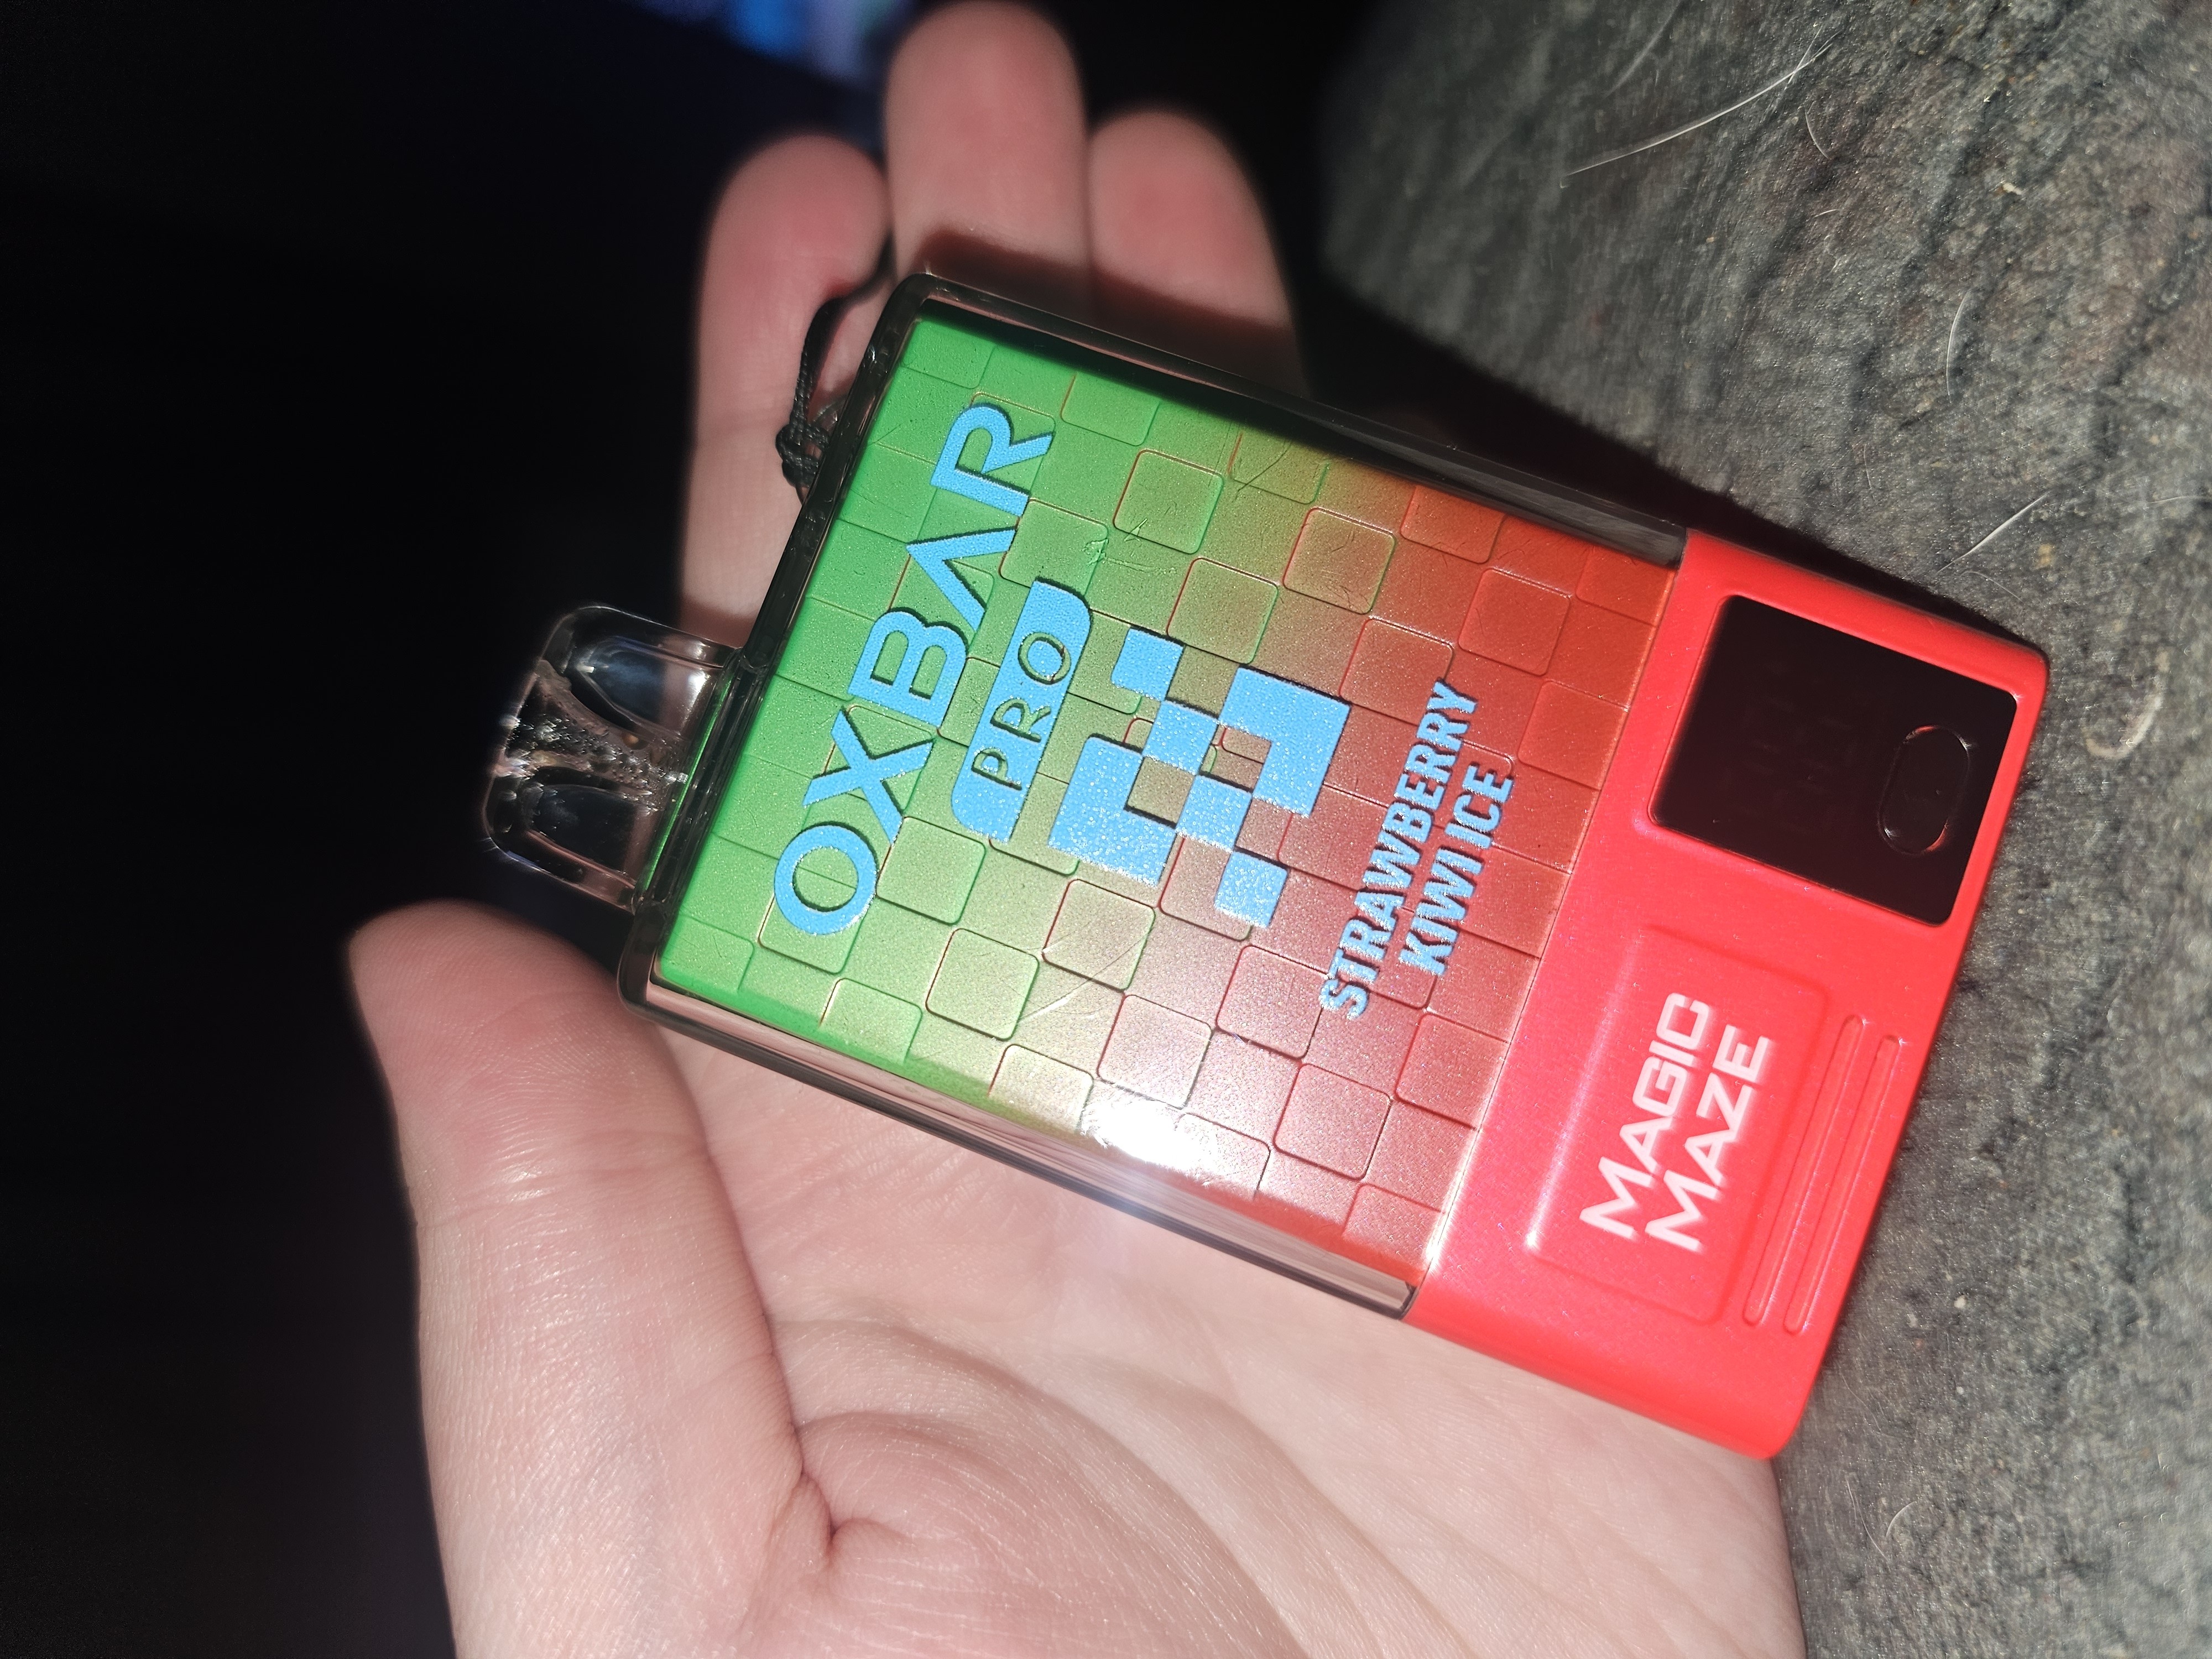 OXBAR
PRO
STRAWBERRY
KIWI ICE
MAGIC
MAZE